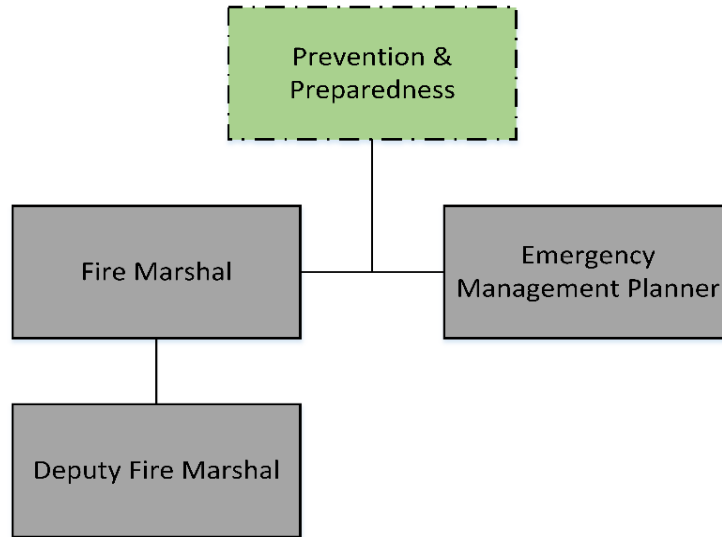 Prevention &
Preparedness
Fire Marshal
Emergency
Management Planner
Deputy Fire Marshal